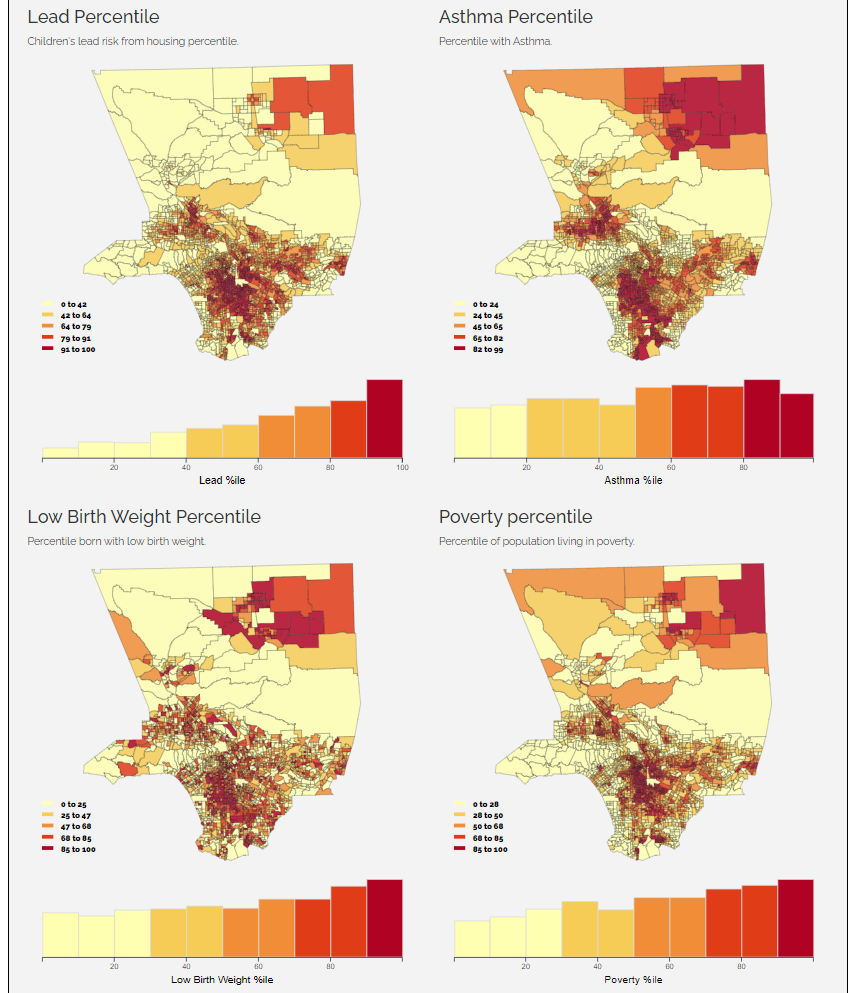 Lead Percentile
Children's lead risk from housing percentile.
0 to 42
42 to 64
64 to 79
79 to 91
91 to 100
20
40
60
80
100
Lead %ile
Asthma Percentile
Percentile with Asthma.
0 to 24
24 to 45
45 to 65
65 to 82
82 to 99
20
40
60
80
Asthma %ile
Low Birth Weight Percentile
Percentile born with low birth weight.
0 to 25
25 to 47
47 to 68
68 to 85
85 to 100
20
40
60
80
Low Birth Weight %ile
Poverty percentile
Percentile of population living in poverty.
0 to 28
28 to 50
50 to 68
68 to 85
85 to 100
20
40
60
80
Poverty %ile